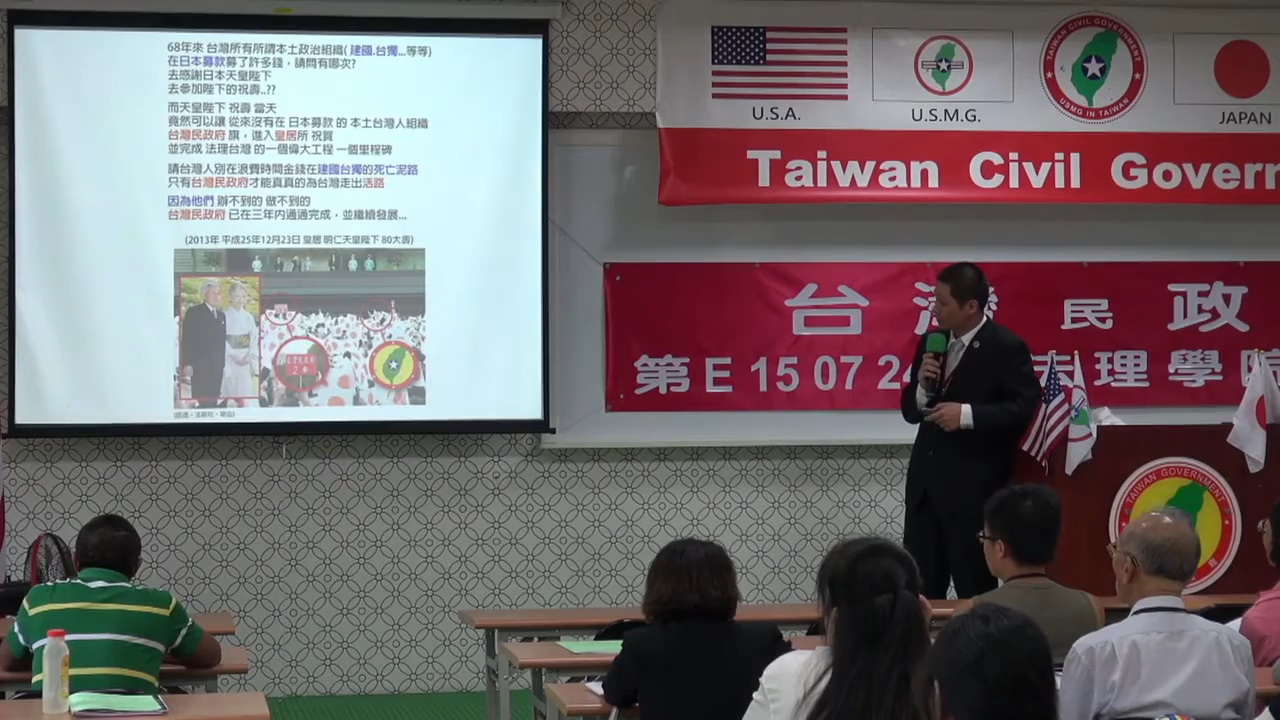 68年來 台灣所有所謂本土政治組織( 建國.台獨...等等)
在日本募款募了許多錢，請問有哪次?
去感謝日本天皇陛下
去參加陛下的祝壽..??
而天皇陛下 祝壽 當天
竟然可以讓 從來沒有在 日本募款 的 本土台灣人組織
台灣民政府 旗，進入皇居所 祝賀
並完成 法理台灣 的一個偉大工程 一個里程碑
請台灣人別在浪費時間金錢在建國台獨的死亡泥路
只有台灣民政府才能真真的為台灣走出活路
因為他們 辦不到的 做不到的
台灣民政府 已在三年內通通完成，並繼續發展...
(2013年 平成25年12月23日 皇居 明仁天皇陛下 80大壽)
U.S.A.
U.S.M.G.
TAIWAN CIVIL GOVERNMENT
USMG IN TAIWAN
JAPAN
Taiwan Civil Govern
台灣民政
第E 15 07 24 法理學院
TAIWAN GOVERNMENT